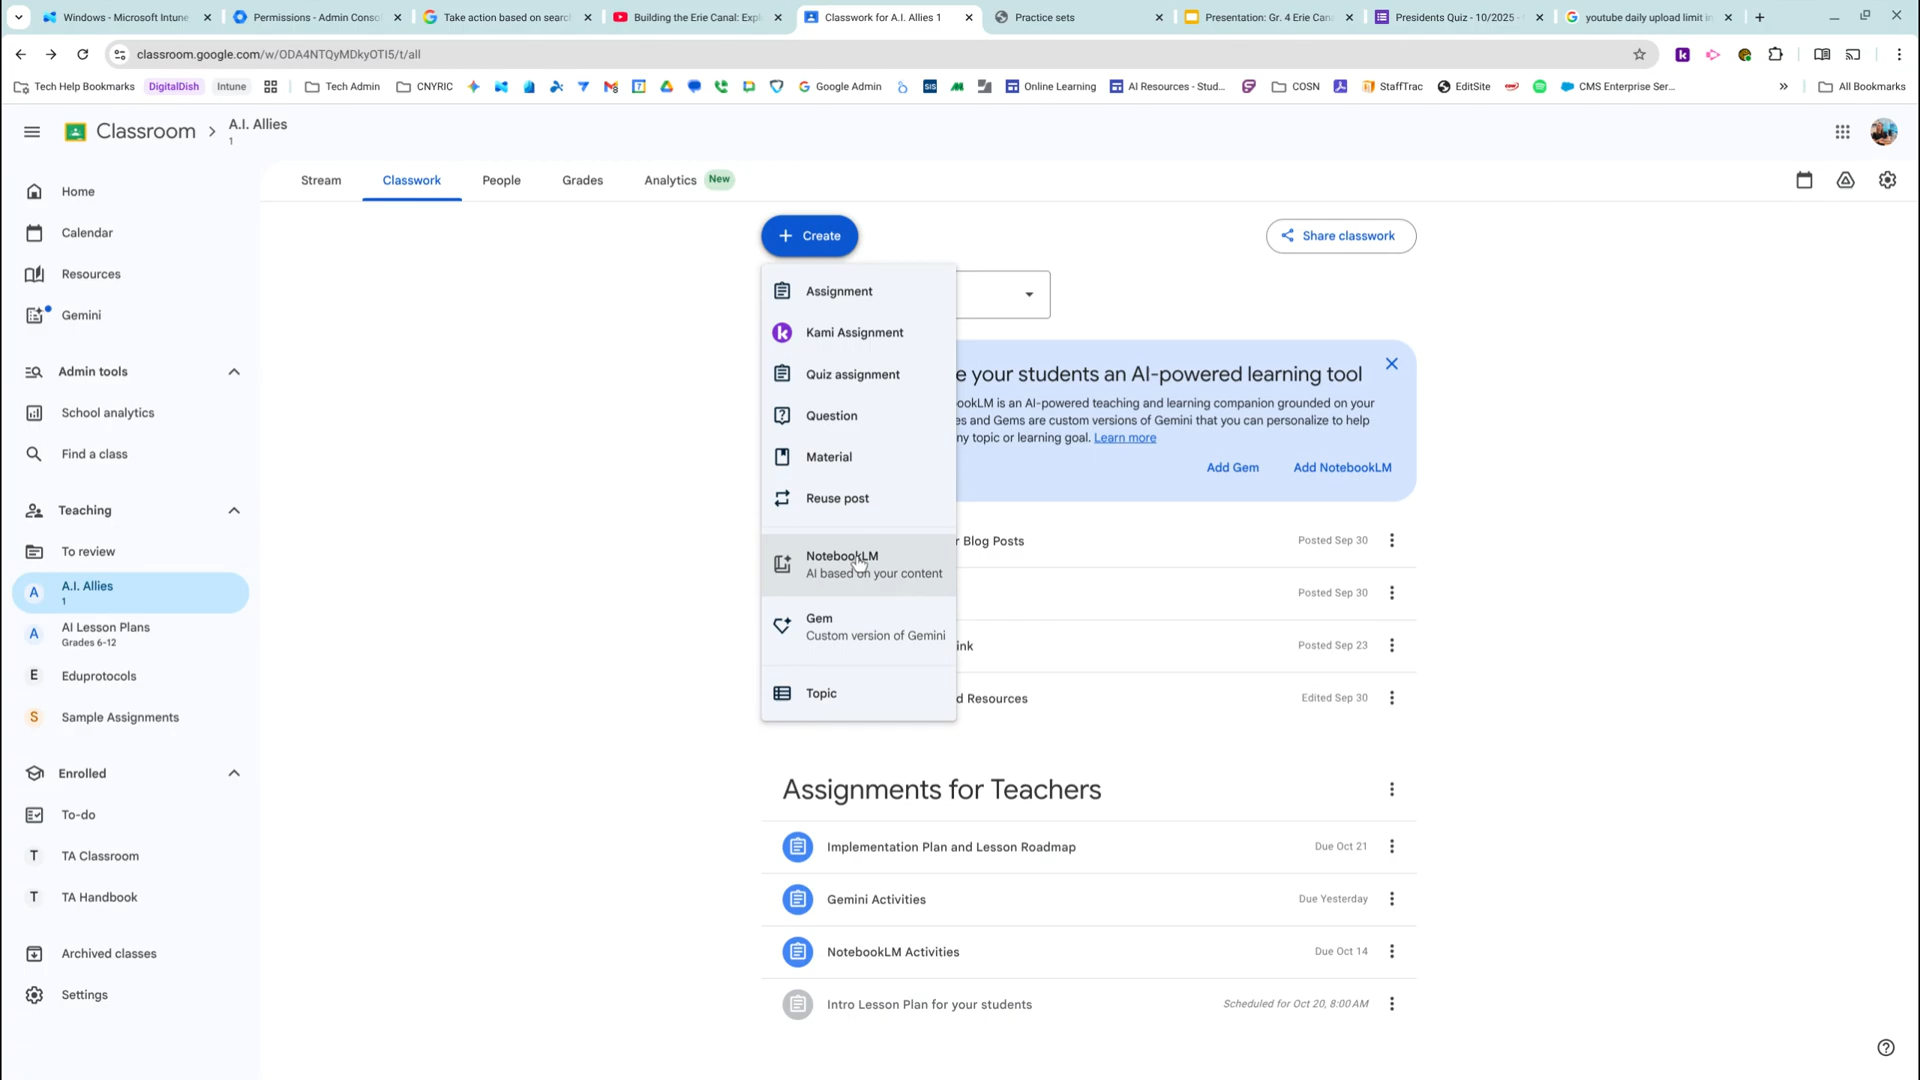 Windows - Microsoft Intune
Permissions - Admin Conso
Take action based on searc
Building the Erie Canal: Expl
Classwork for A.I. Allies 1
Practice sets
Presentation: Gr. 4 Erie Can
Presidents Quiz - 10/2025 -
youtube daily upload limit in
classroom.google.com/w/ODA4NTQyMDkyOTI5/t/all
Tech Help Bookmarks
DigitalDish
Intune
Tech Admin
CNYRIC
Google Admin
SIS
Online Learning
AI Resources - Stud...
COSN
StaffTrac
EditSite
CMS Enterprise Ser...
All Bookmarks
Classroom
A.I. Allies
1
Home
Calendar
Resources
Gemini
Admin tools
School analytics
Find a class
Teaching
To review
A
A.I. Allies
1
A
AI Lesson Plans
Grades 6-12
E
Eduprotocols
S
Sample Assignments
Enrolled
To-do
T
TA Classroom
T
TA Handbook
Archived classes
Settings
Stream
Classwork
People
Grades
Analytics
New
Create
Share classwork
Assignment
Kami Assignment
Quiz assignment
Question
Material
Reuse post
NotebookLM
AI based on your content
Gem
Custom version of Gemini
Topic
e your students an AI-powered learning tool
ookLM is an AI-powered teaching and learning companion grounded on your
es and Gems are custom versions of Gemini that you can personalize to help
ny topic or learning goal. Learn more
Add Gem
Add NotebookLM
r Blog Posts
Posted Sep 30
Posted Sep 30
ink
Posted Sep 23
d Resources
Edited Sep 30
Assignments for Teachers
Implementation Plan and Lesson Roadmap
Due Oct 21
Gemini Activities
Due Yesterday
NotebookLM Activities
Due Oct 14
Intro Lesson Plan for your students
Scheduled for Oct 20, 8:00 AM